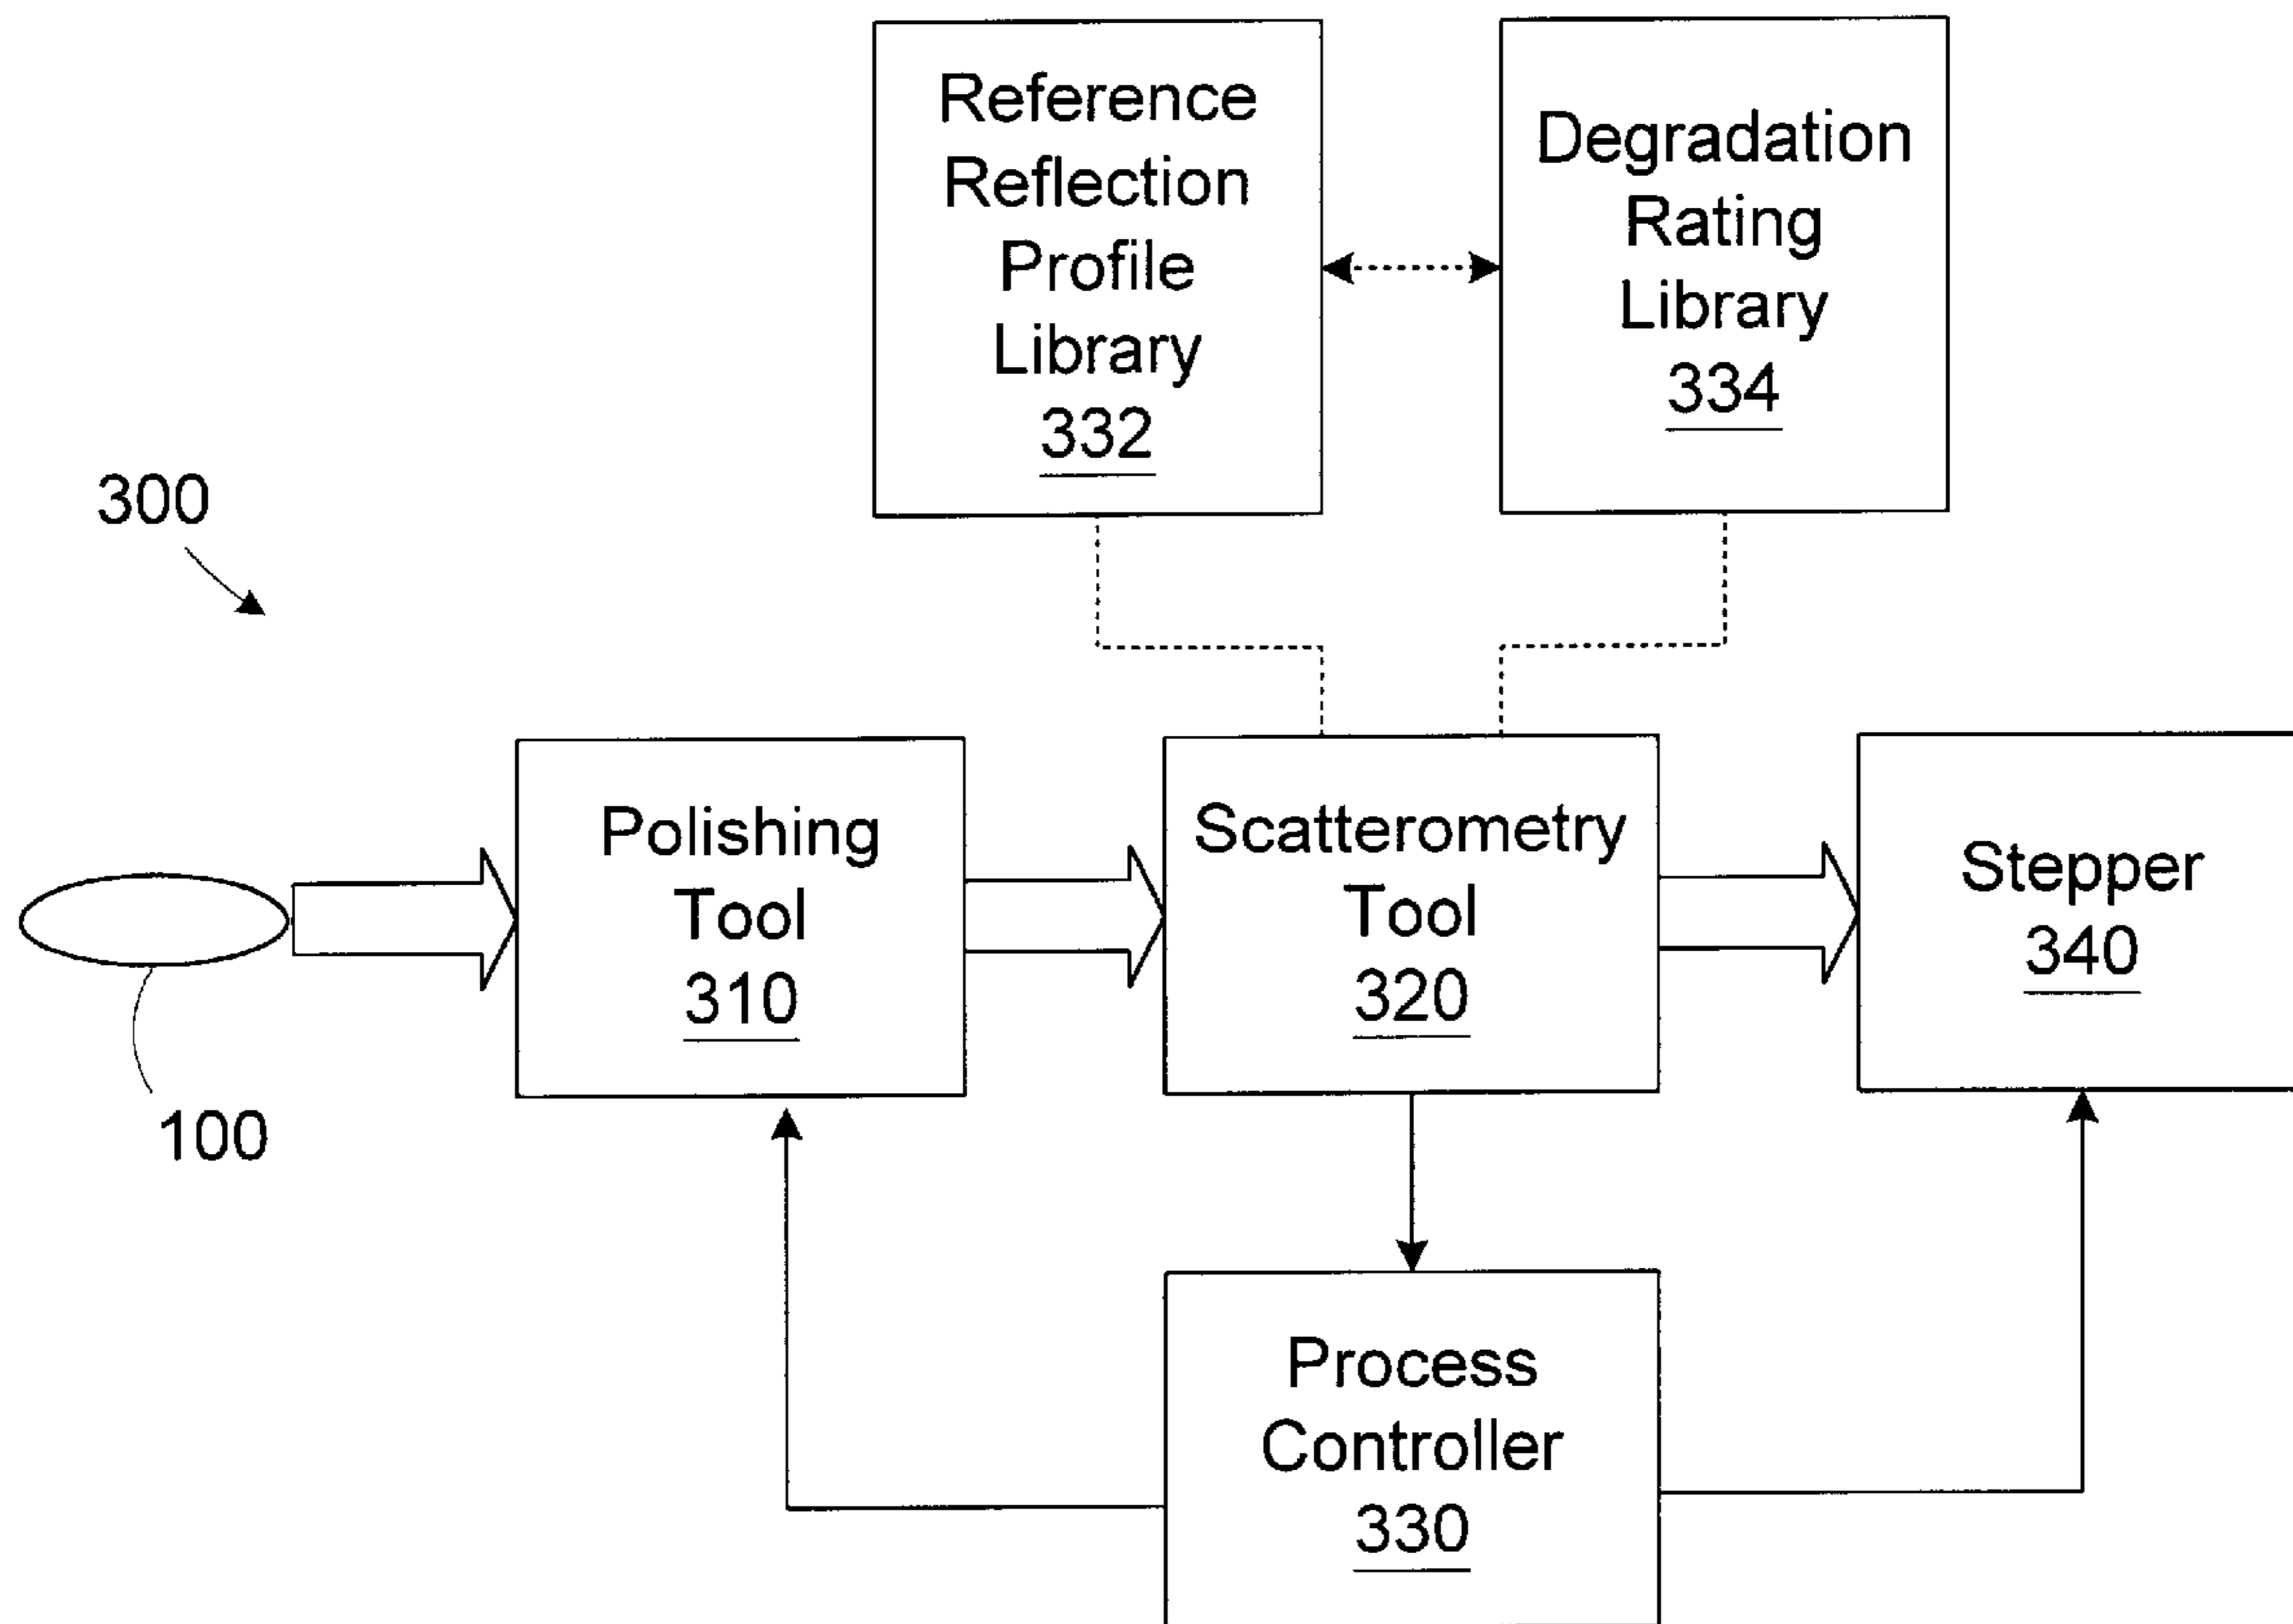 Reference
Reflection
Profile
Library
332
Degradation
Rating
Library
334
300
Polishing
Tool
310
Scatterometry
Tool
320
Stepper
340
100
Process
Controller
330